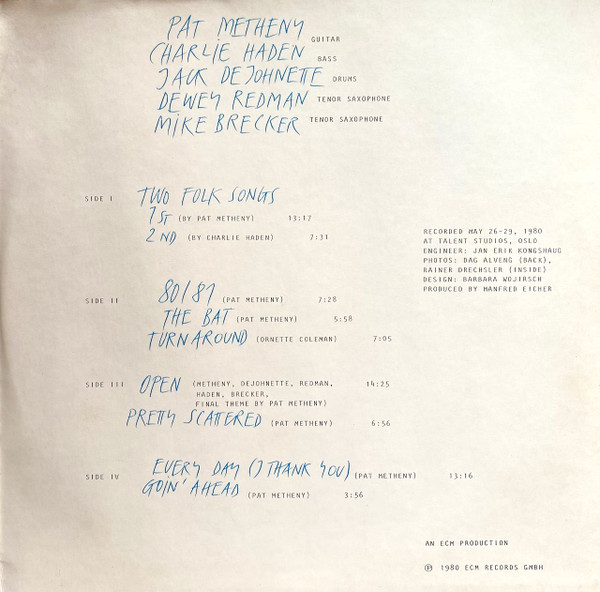 PAT METHENY GUITAR
CHARLIE HADEN BASS
JACK DEJOHNETTE DRUMS
DEWEY REDMAN TENOR SAXOPHONE
MIKE BRECKER TENOR SAXOPHONE
SIDE I TWO FOLK SONGS
1ST (BY PAT METHENY) 13:17
2ND (BY CHARLIE HADEN) 7:31
RECORDED MAY 26-29, 1980
AT TALENT STUDIOS, OSLO
ENGINEER: JAN ERIK KONGSHAUG
PHOTOS: DAG ALVENG (BACK),
RAINER DRECHSLER (INSIDE)
DESIGN: BARBARA WOJIRSCH
PRODUCED BY MANFRED EICHER
SIDE II 80/81 (PAT METHENY) 7:28
THE BAT (PAT METHENY) 5:58
TURNAROUND (ORNETTE COLEMAN) 7:05
SIDE III OPEN (METHENY, DEJOHNETTE, REDMAN, 14:25
HADEN, BRECKER,
FINAL THEME BY PAT METHENY)
PRETTY SCATTERED (PAT METHENY) 6:56
SIDE IV EVERY DAY (I THANK YOU) (PAT METHENY) 13:16
GOIN' AHEAD (PAT METHENY) 3:56
AN ECM PRODUCTION
℗ 1980 ECM RECORDS GMBH